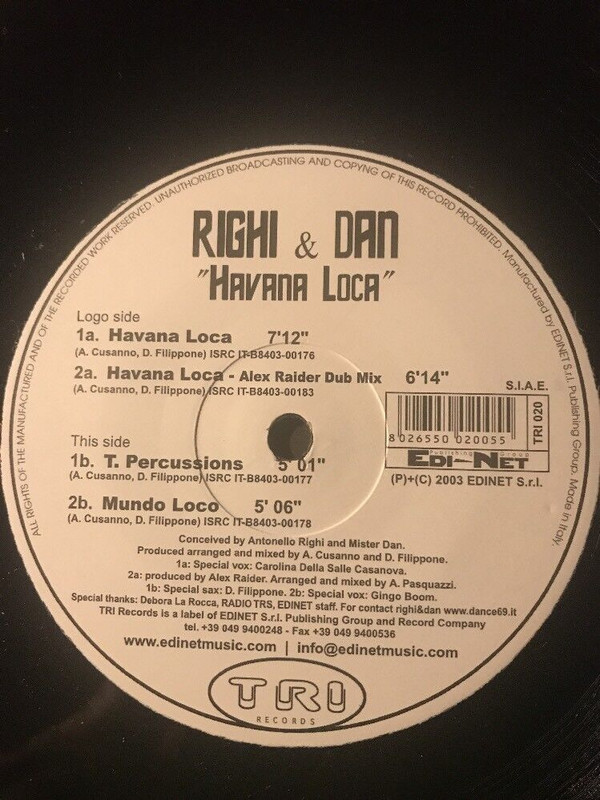 ALL RIGHTS OF THE MANUFACTURED AND OF THE RECORDED WORK RESERVED. UNAUTHORIZED BROADCASTING AND COPYNG OF THIS RECORD PROHIBITED. Manufactured by EDINET S.r.l. Publishing Group. Made in Italy.
RIGHI & DAN
"HAVANA LOCA"
Logo side
1a. Havana Loca 7'12"
(A. Cusanno, D. Filippone) ISRC IT-B8403-00176
2a. Havana Loca - Alex Raider Dub Mix 6'14"
(A. Cusanno, D. Filippone) ISRC IT-B8403-00183
S.I.A.E.
8 026550 020055
TRI 020
Publishing Group
EDI-NET
(P)+(C) 2003 EDINET S.r.l.
This side
1b. T. Percussions 5' 01"
(A. Cusanno, D. Filippone) ISRC IT-B8403-00177
2b. Mundo Loco 5' 06"
(A. Cusanno, D. Filippone) ISRC IT-B8403-00178
Conceived by Antonello Righi and Mister Dan.
Produced arranged and mixed by A. Cusanno and D. Filippone.
1a: Special vox: Carolina Della Salle Casanova.
2a: produced by Alex Raider. Arranged and mixed by A. Pasquazzi.
1b: Special sax: D. Filippone. 2b: Special vox: Gingo Boom.
Special thanks: Debora La Rocca, RADIO TRS, EDINET staff. For contact righi&dan www.dance69.it
TRI Records is a label of EDINET S.r.l. Publishing Group and Record Company
tel. +39 049 9400248 - Fax +39 049 9400536
www.edinetmusic.com | info@edinetmusic.com
TRI
RECORDS